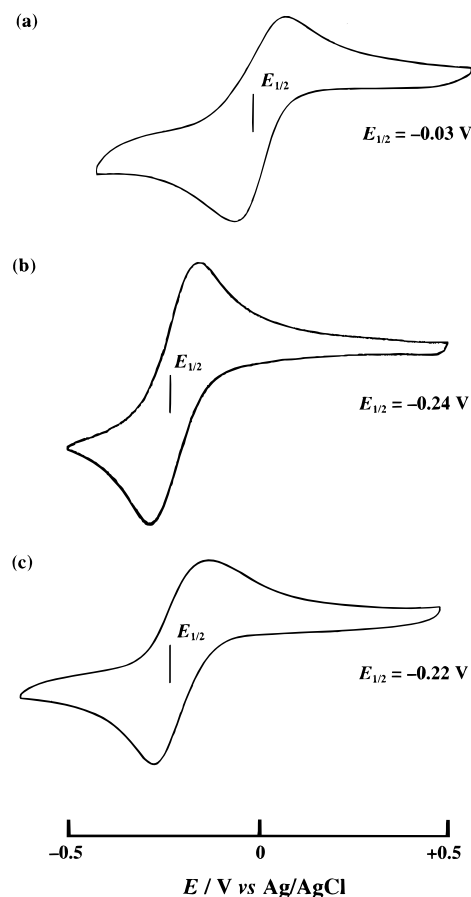 (a)
E1/2
E1/2 = –0.03 V
(b)
E1/2
E1/2 = –0.24 V
(c)
E1/2
E1/2 = –0.22 V
–0.5 0 +0.5
E / V vs Ag/AgCl